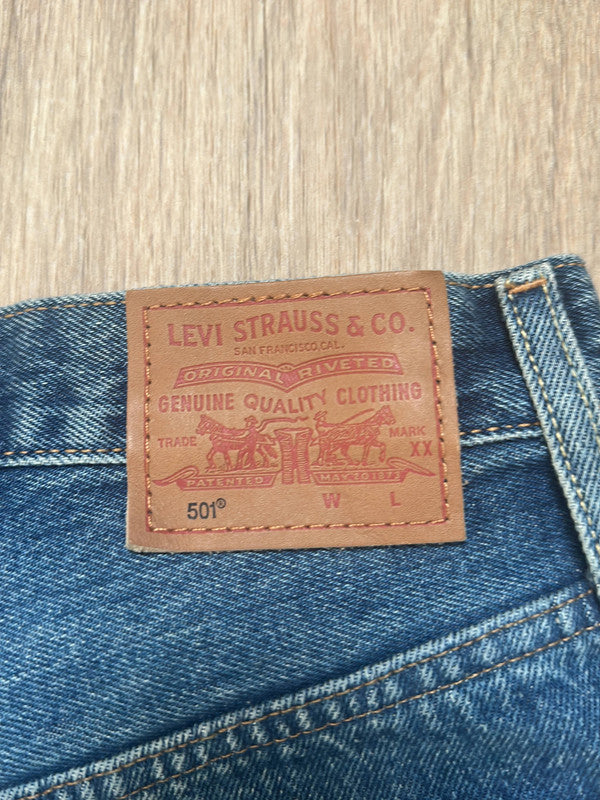 LEVI STRAUSS & CO.
SAN FRANCISCO, CAL.
ORIGINAL RIVETED
GENUINE QUALITY CLOTHING
TRADE MARK
XX
PATENTED MAY 20 1873
501® W L